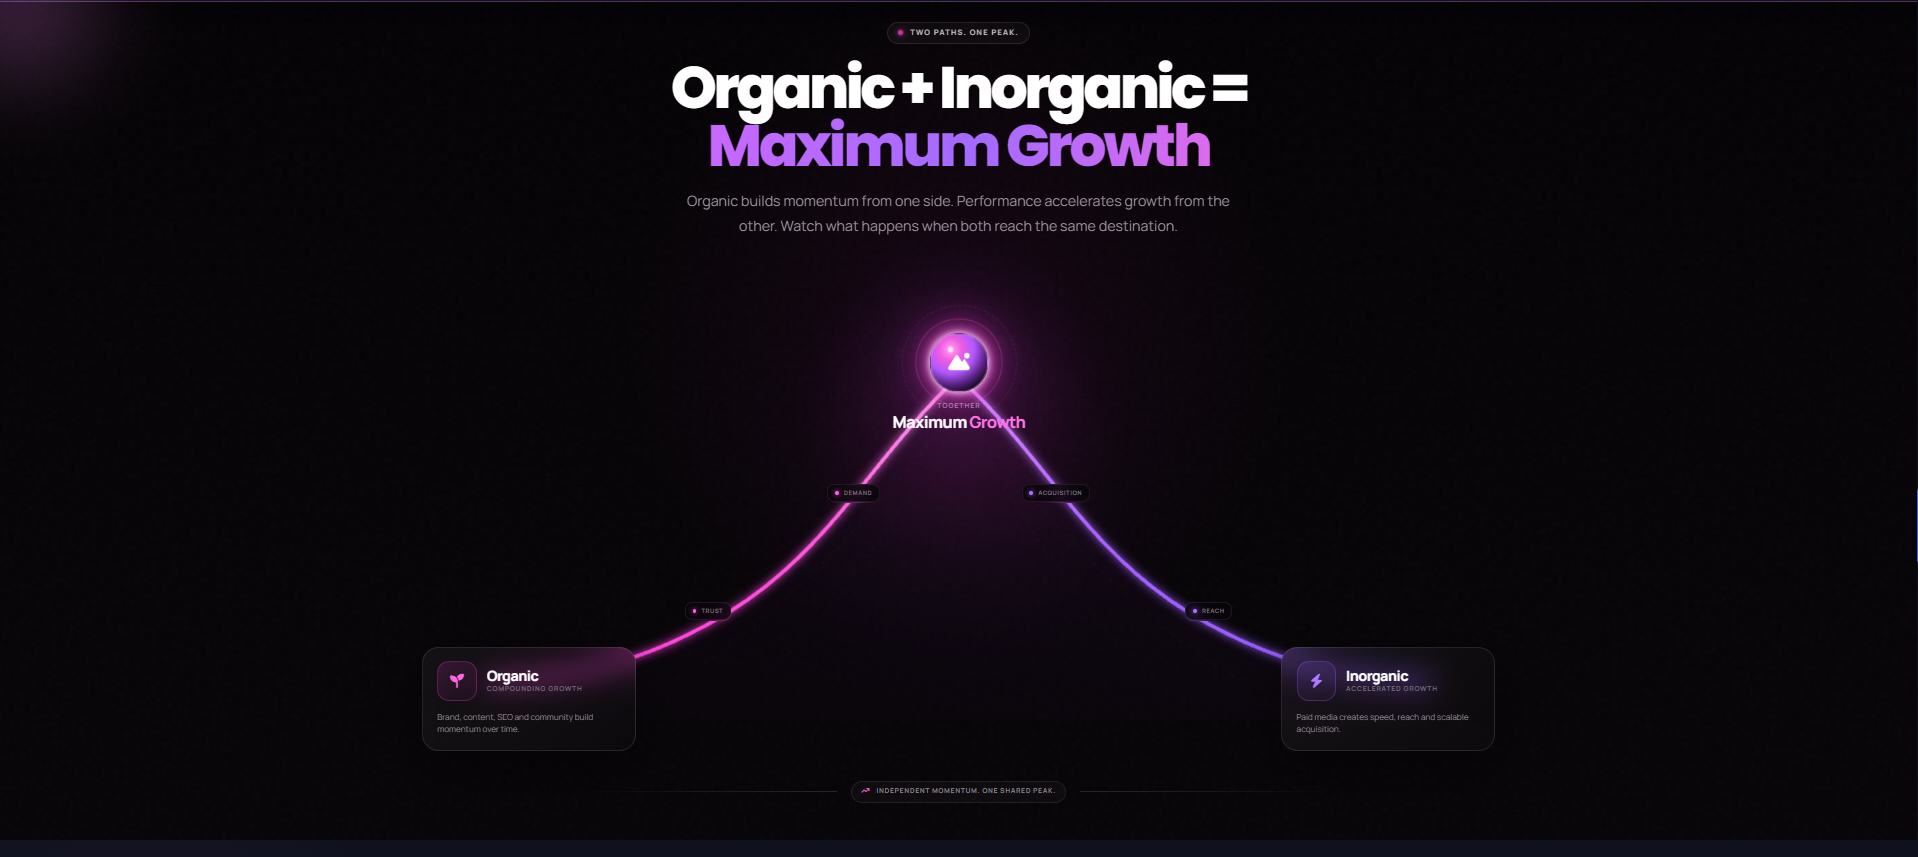 TWO PATHS. ONE PEAK.
Organic + Inorganic =
Maximum Growth
Organic builds momentum from one side. Performance accelerates growth from the
other. Watch what happens when both reach the same destination.
TOGETHER
Maximum Growth
DEMAND
ACQUISITION
TRUST
REACH
Organic
COMPOUNDING GROWTH
Brand, content, SEO and community build
momentum over time.
Inorganic
ACCELERATED GROWTH
Paid media creates speed, reach and scalable
acquisition.
INDEPENDENT MOMENTUM. ONE SHARED PEAK.